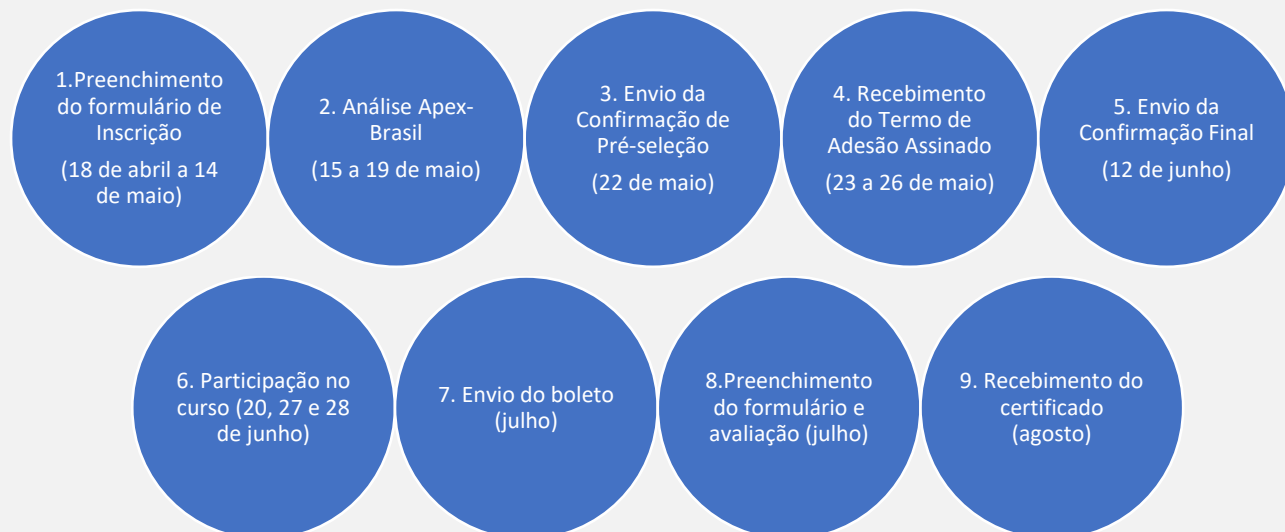 1.Preenchimento
do formulário de
Inscrição
(18 de abril a 14
de maio)
2. Análise Apex-
Brasil
(15 a 19 de maio)
3. Envio da
Confirmação de
Pré-seleção
(22 de maio)
4. Recebimento
do Termo de
Adesão Assinado
(23 a 26 de maio)
5. Envio da
Confirmação Final
(12 de junho)
6. Participação no
curso (20, 27 e 28
de junho)
7. Envio do boleto
(julho)
8.Preenchimento
do formulário e
avaliação (julho)
9. Recebimento do
certificado
(agosto)